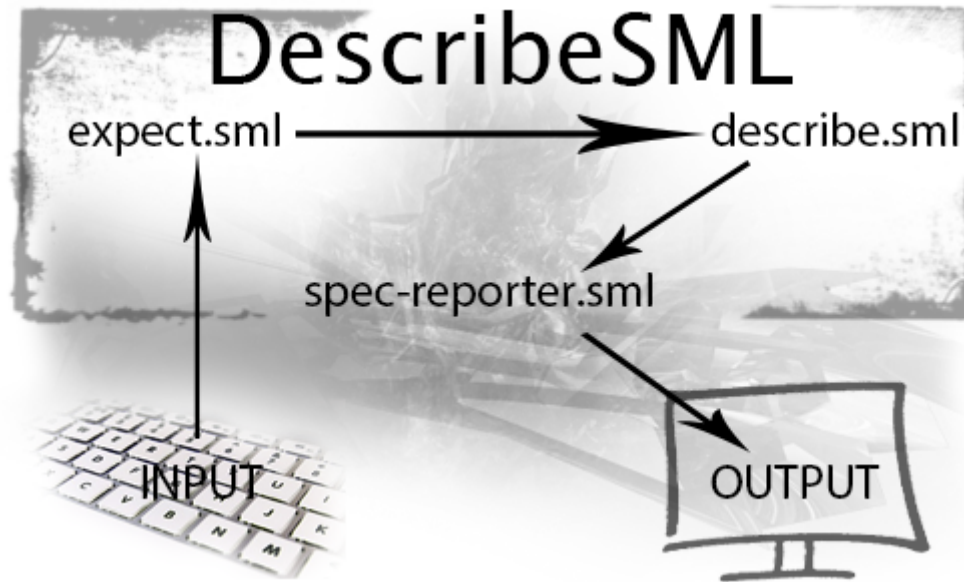 DescribeSML
expect.sml
describe.sml
spec-reporter.sml
INPUT
OUTPUT